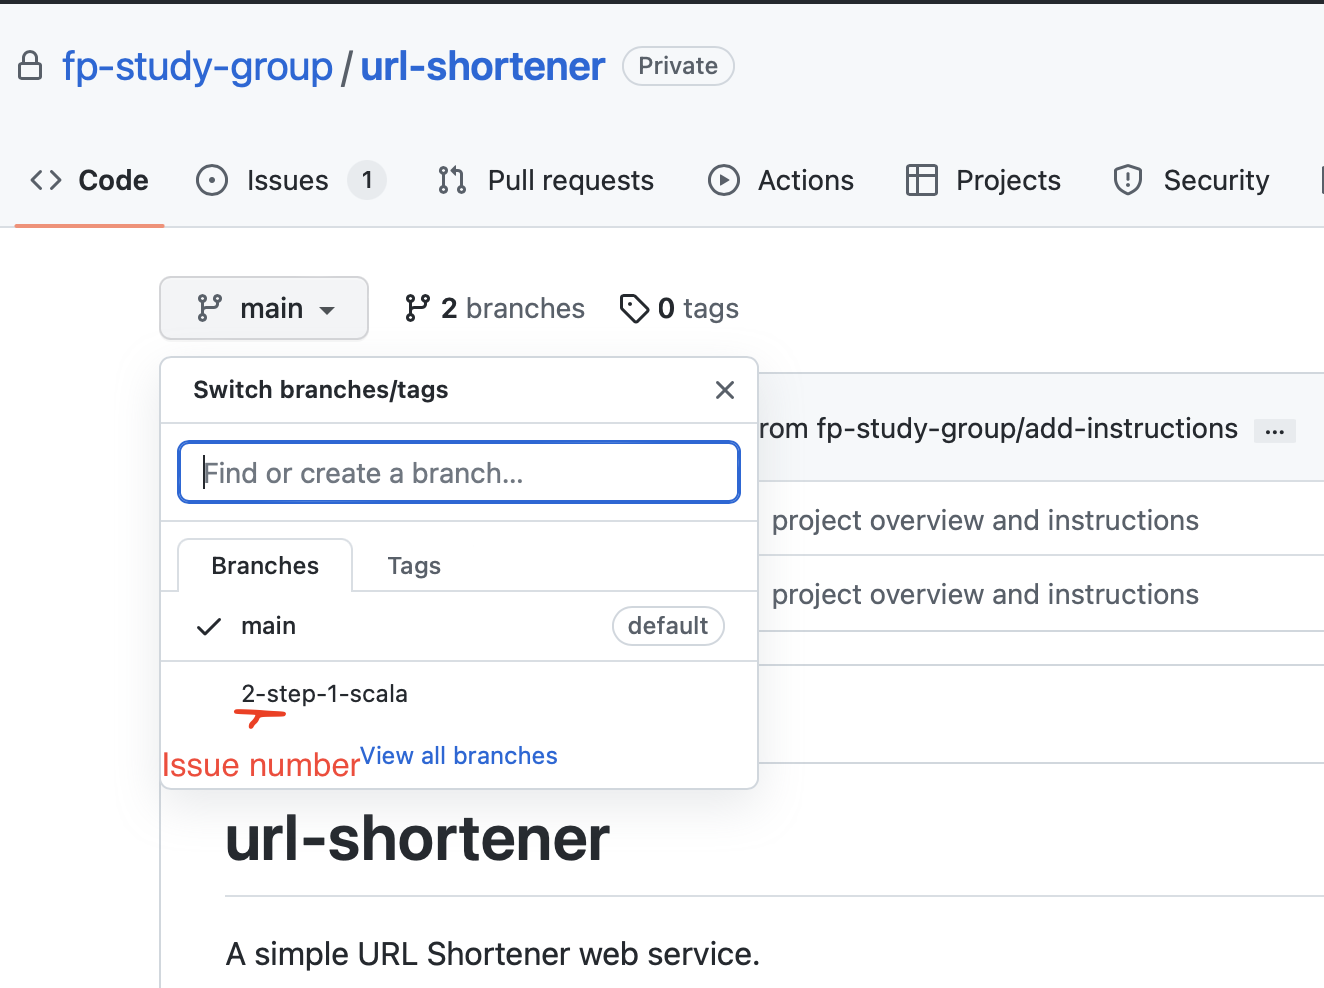 fp-study-group / url-shortener Private
Code Issues 1 Pull requests Actions Projects Security
main 2 branches 0 tags
Switch branches/tags
rom fp-study-group/add-instructions ...
Find or create a branch...
project overview and instructions
Branches Tags
project overview and instructions
main default
2-step-1-scala
Issue number View all branches
url-shortener
A simple URL Shortener web service.